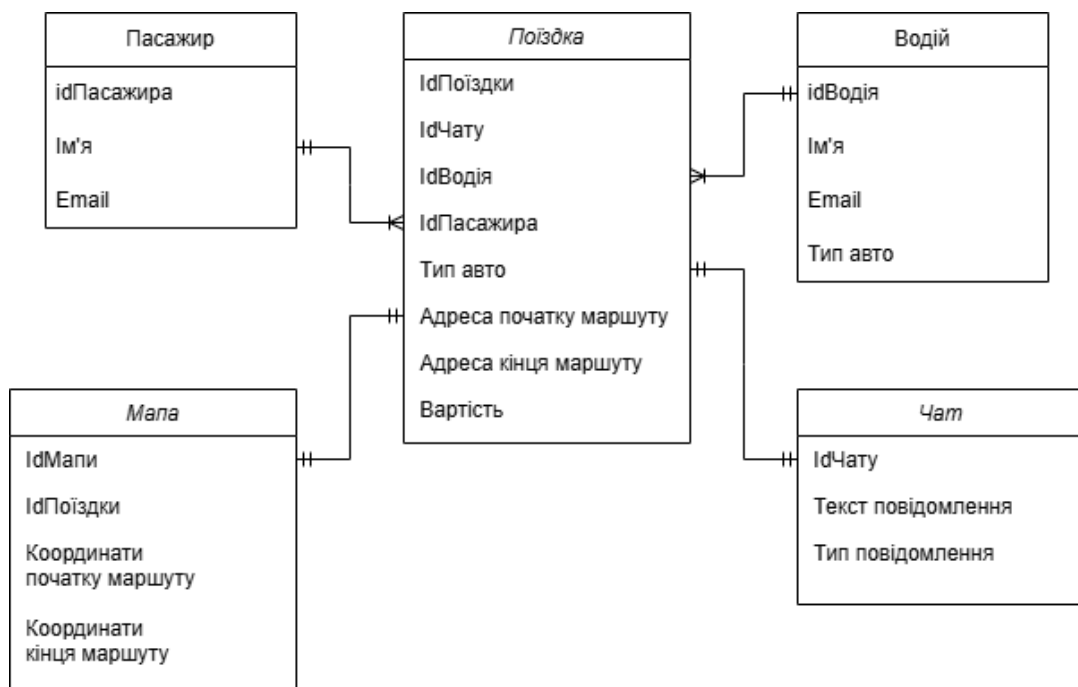 Пасажир
idПасажира
Ім'я
Email
Поїздка
IdПоїздки
IdЧату
IdВодія
IdПасажира
Тип авто
Адреса початку маршуту
Адреса кінця маршуту
Вартість
Водій
idВодія
Ім'я
Email
Тип авто
Мапа
IdМапи
IdПоїздки
Координати
початку маршуту
Координати
кінця маршуту
Чат
IdЧату
Текст повідомлення
Тип повідомлення